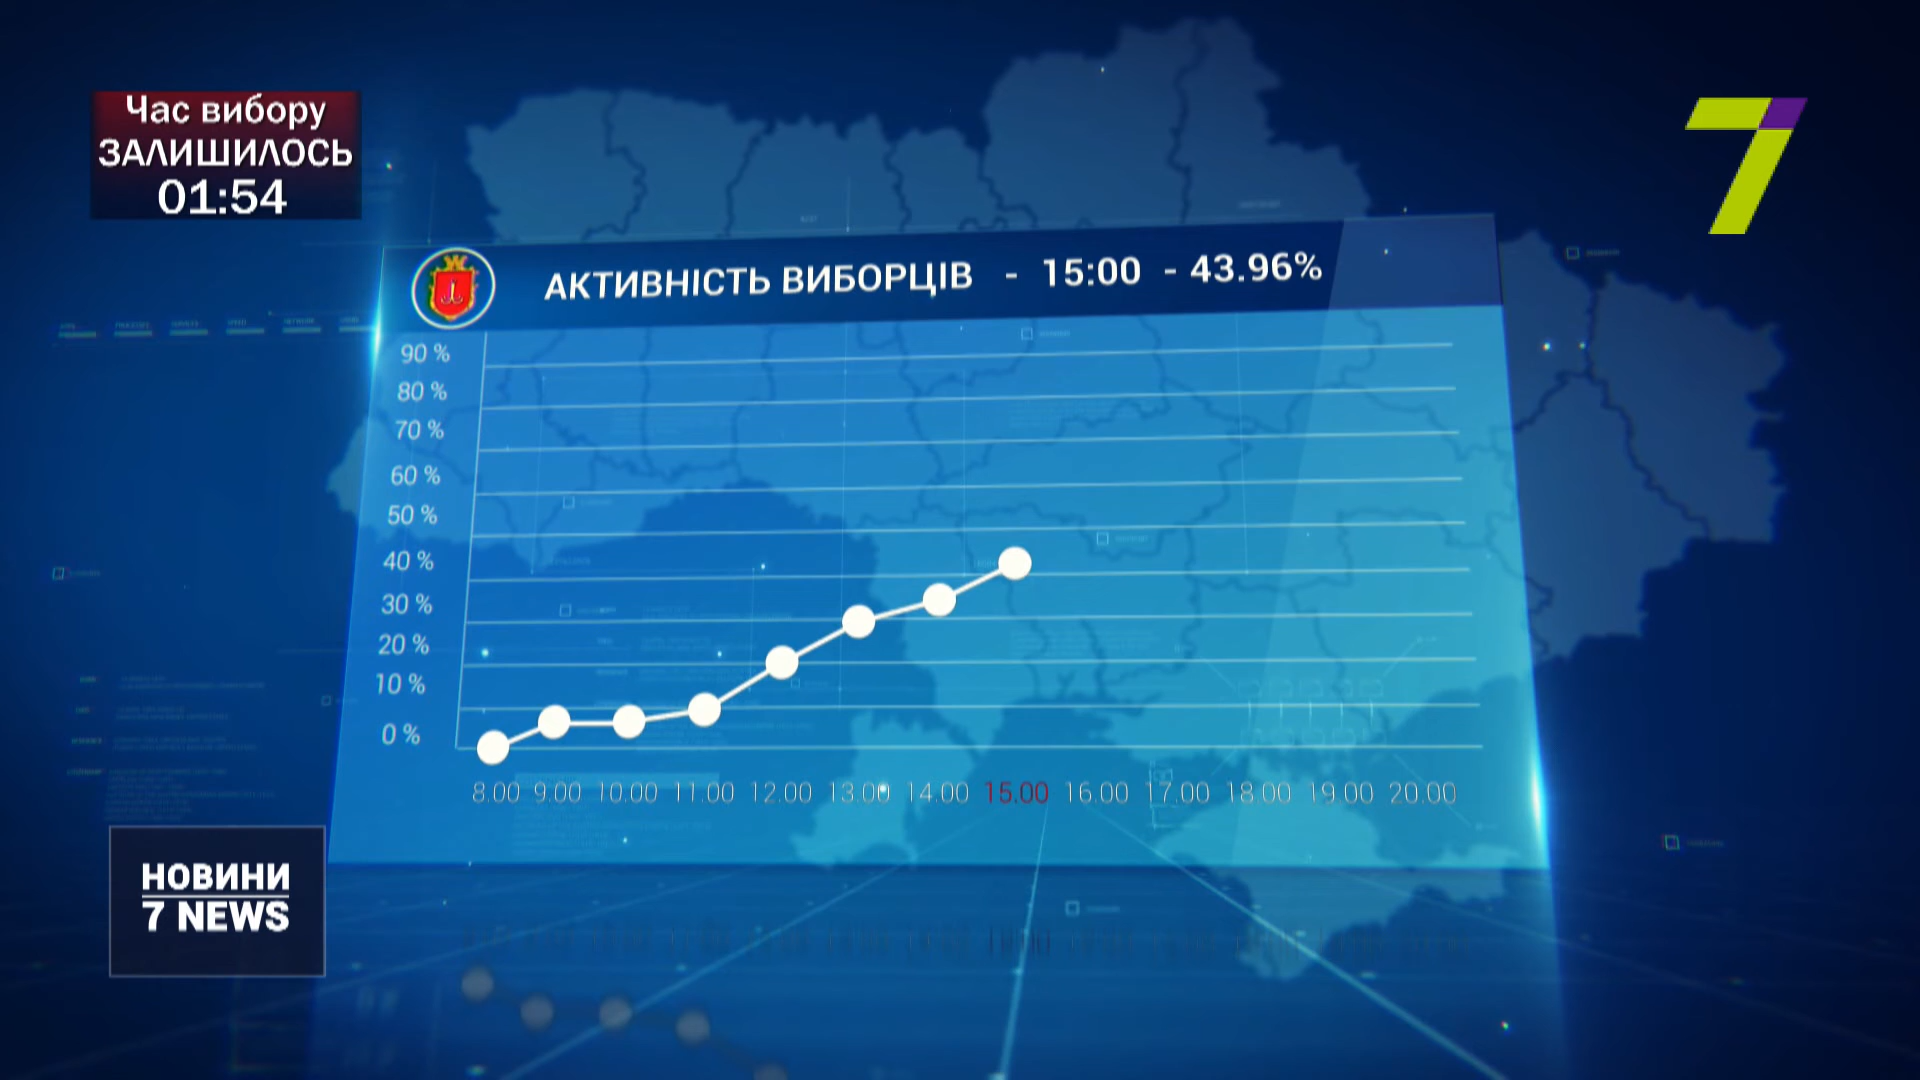 Час вибору
ЗАЛИШИЛОСЬ
01:54
7
АКТИВНІСТЬ ВИБОРЦІВ - 15:00 - 43.96%
90 %
80 %
70 %
60 %
50 %
40 %
30 %
20 %
10 %
0 %
8.00 9.00 10.00 11.00 12.00 13.00 14.00 15.00 16.00 17.00 18.00 19.00 20.00
НОВИНИ
7 NEWS